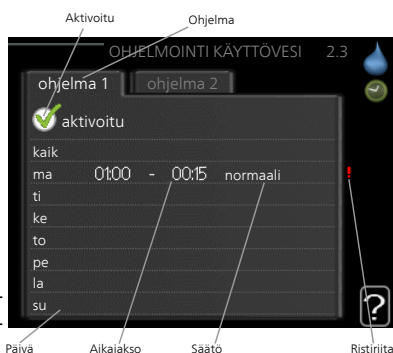 Aktivoitu
Ohjelma
OHJELMOINTI KÄYTTÖVESI 2.3
ohjelma 1 ohjelma 2
aktivoitu
kaik
ma 01:00 - 00:15 normaali !
ti
ke
to
pe
la
su
?
Päivä Aikajakso Säätö Ristiriita